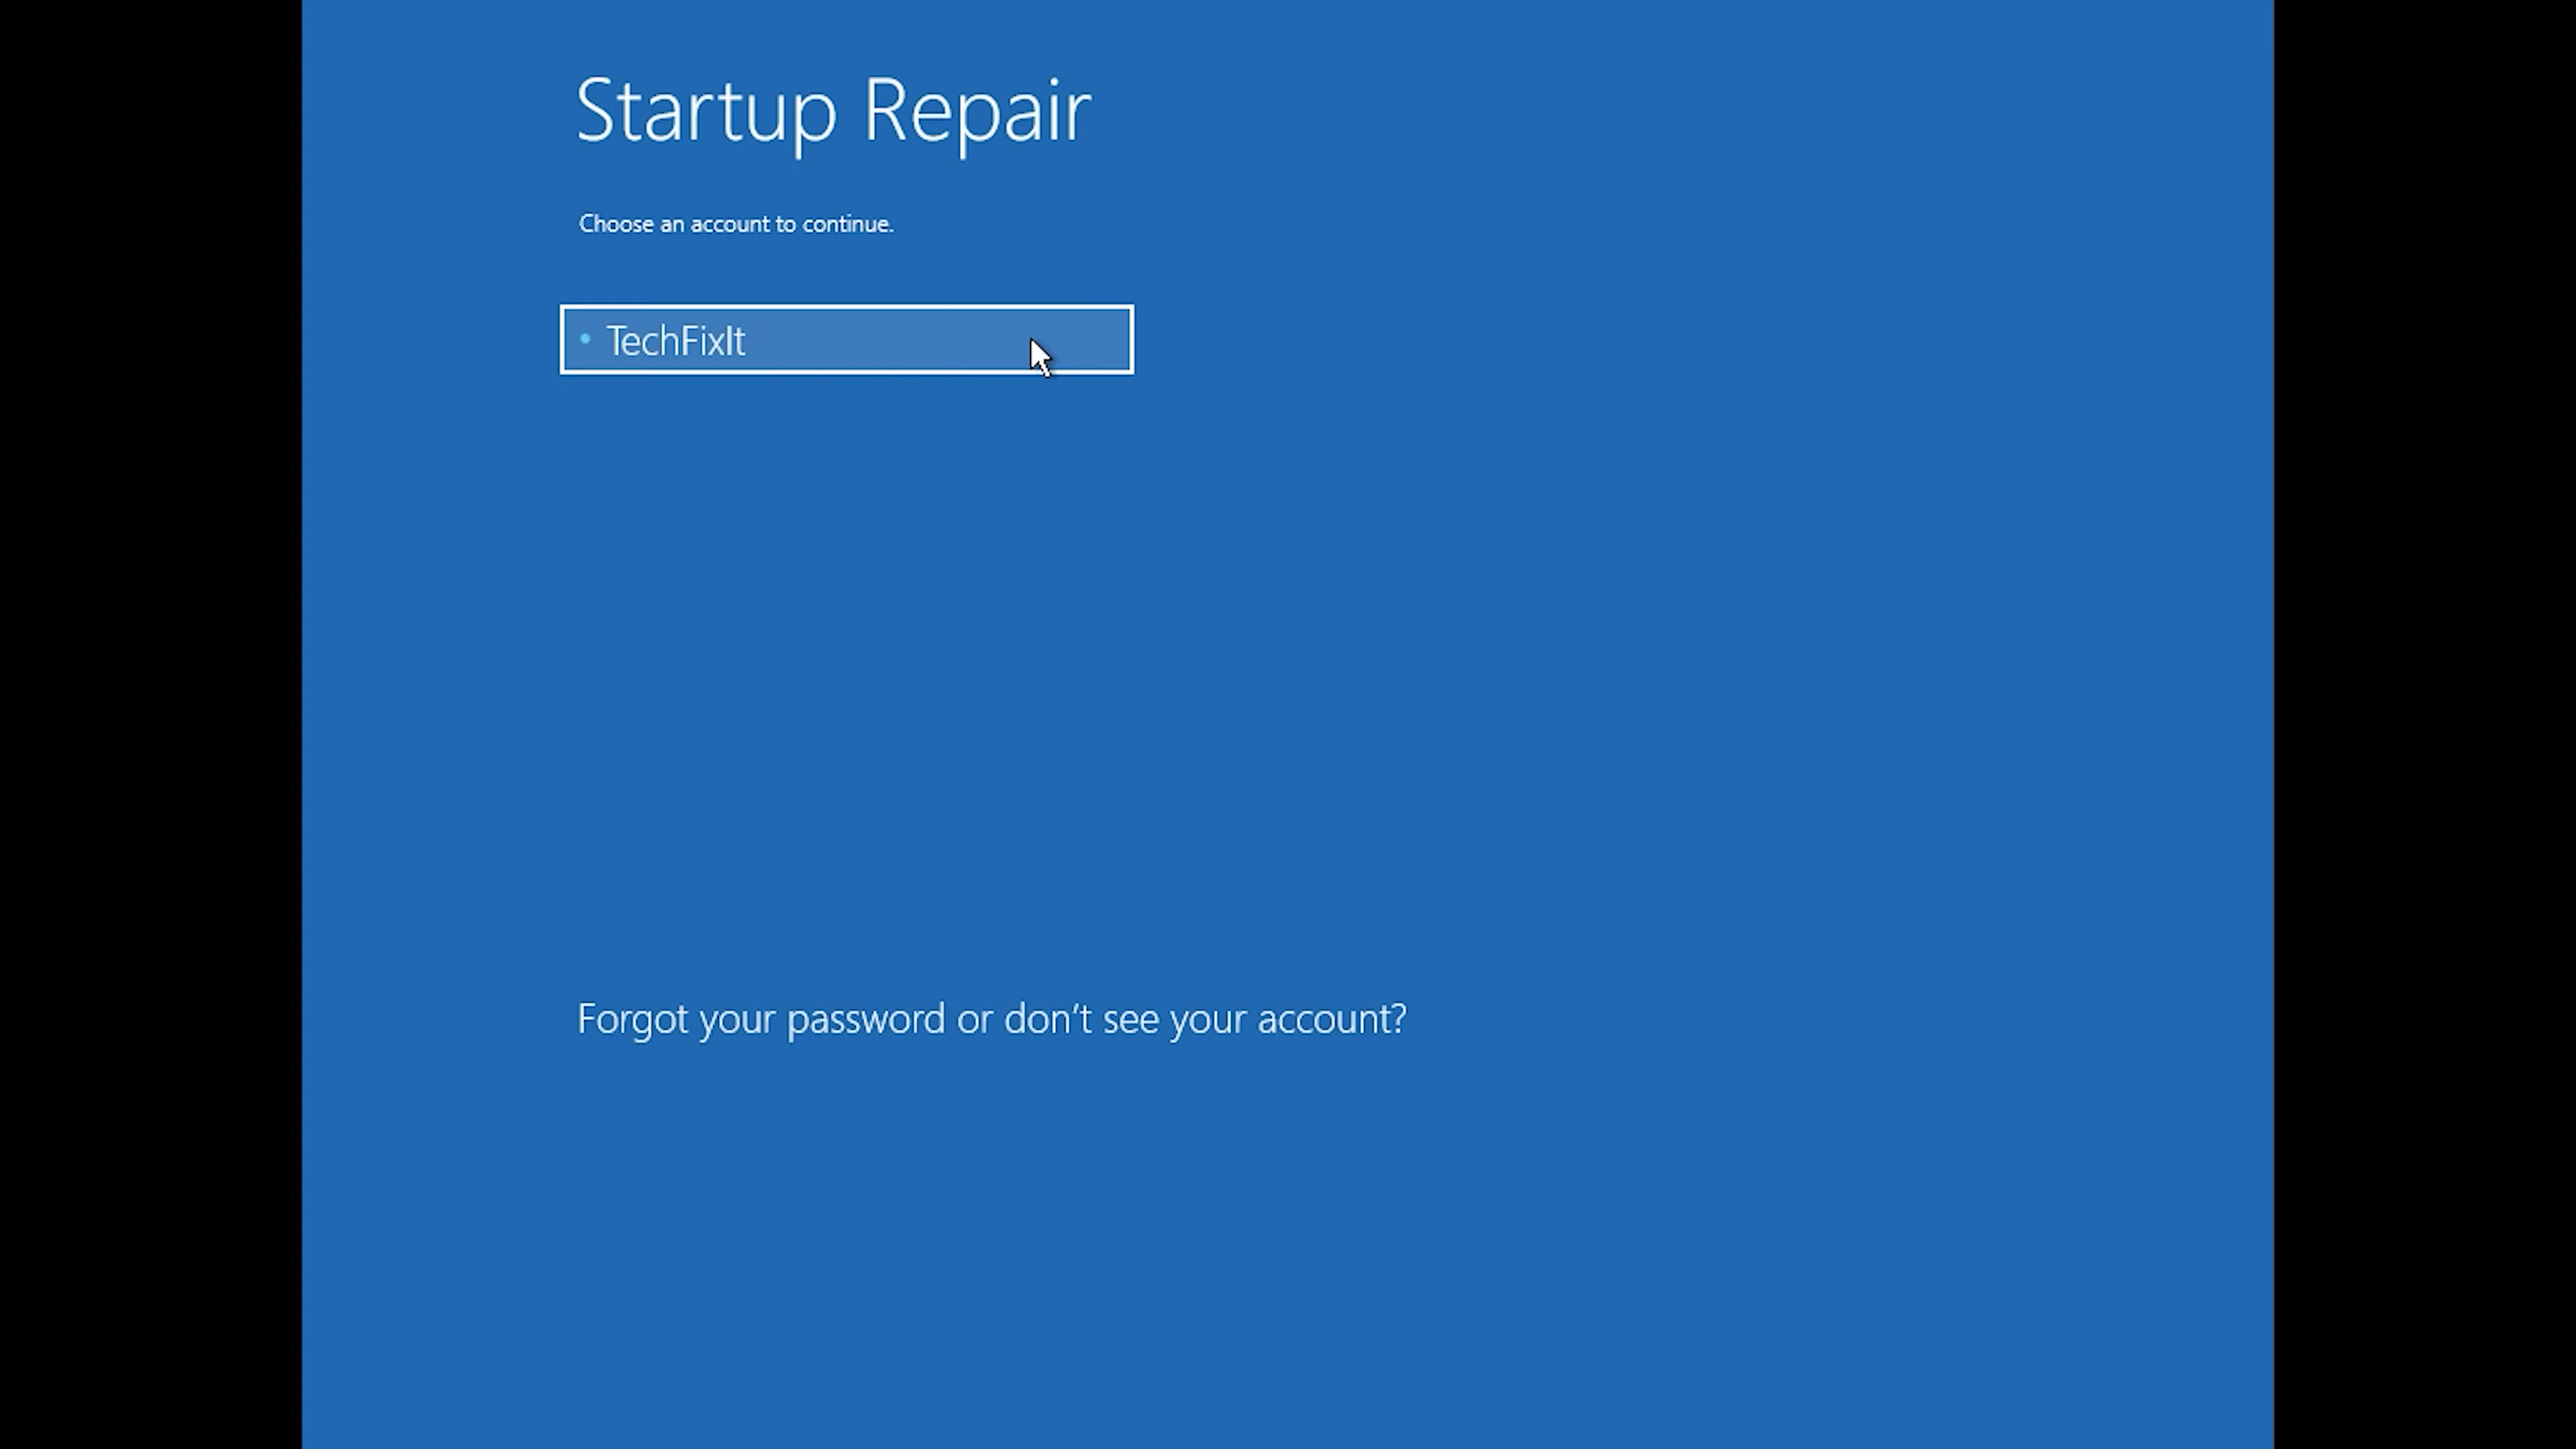 Startup Repair
Choose an account to continue.
TechFixIt
Forgot your password or don't see your account?